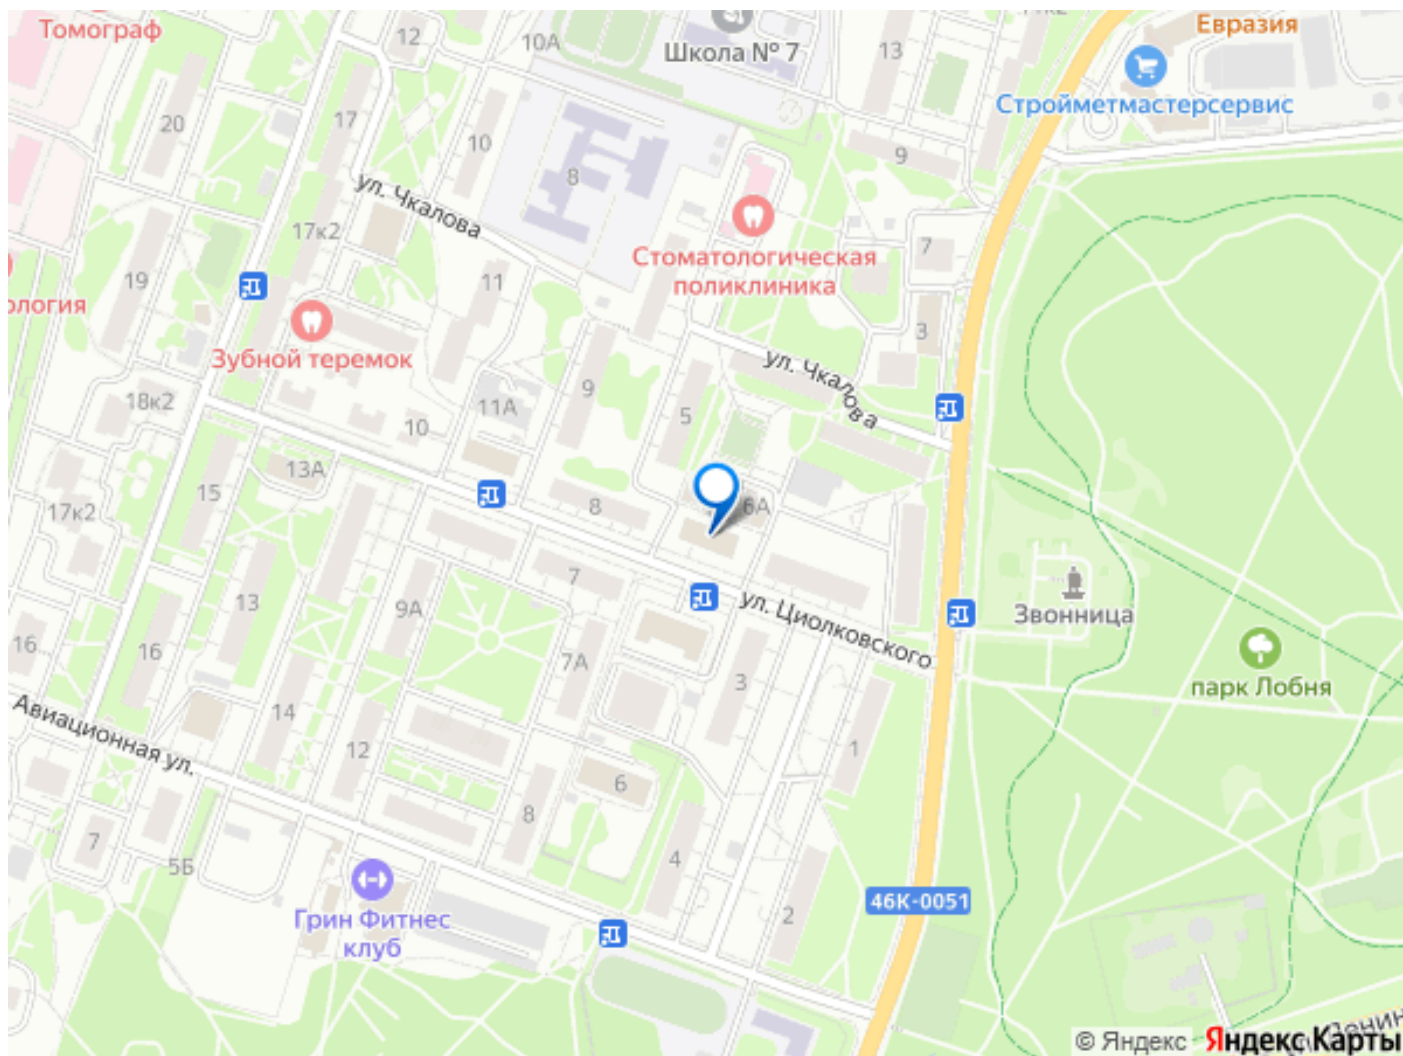 Томограф
12
10А
Школа № 7
13
Евразия
Стройметмастерсервис
20
17
10
8
9
ул. Чкалова
17к2
Стоматологическая
поликлиника
7
19
11
ология
3
Зубной теремок
ул. Чкалова
9
18к2
11А
5
10
13А
15
8
6А
17к2
7
Звонница
9А
13
ул. Циолковского
16
16
7А
3
парк Лобня
14
Авиационная ул.
12
1
6
8
7
5Б
4
46К-0051
Грин Фитнес
клуб
2
© Яндекс Яндекс Карты